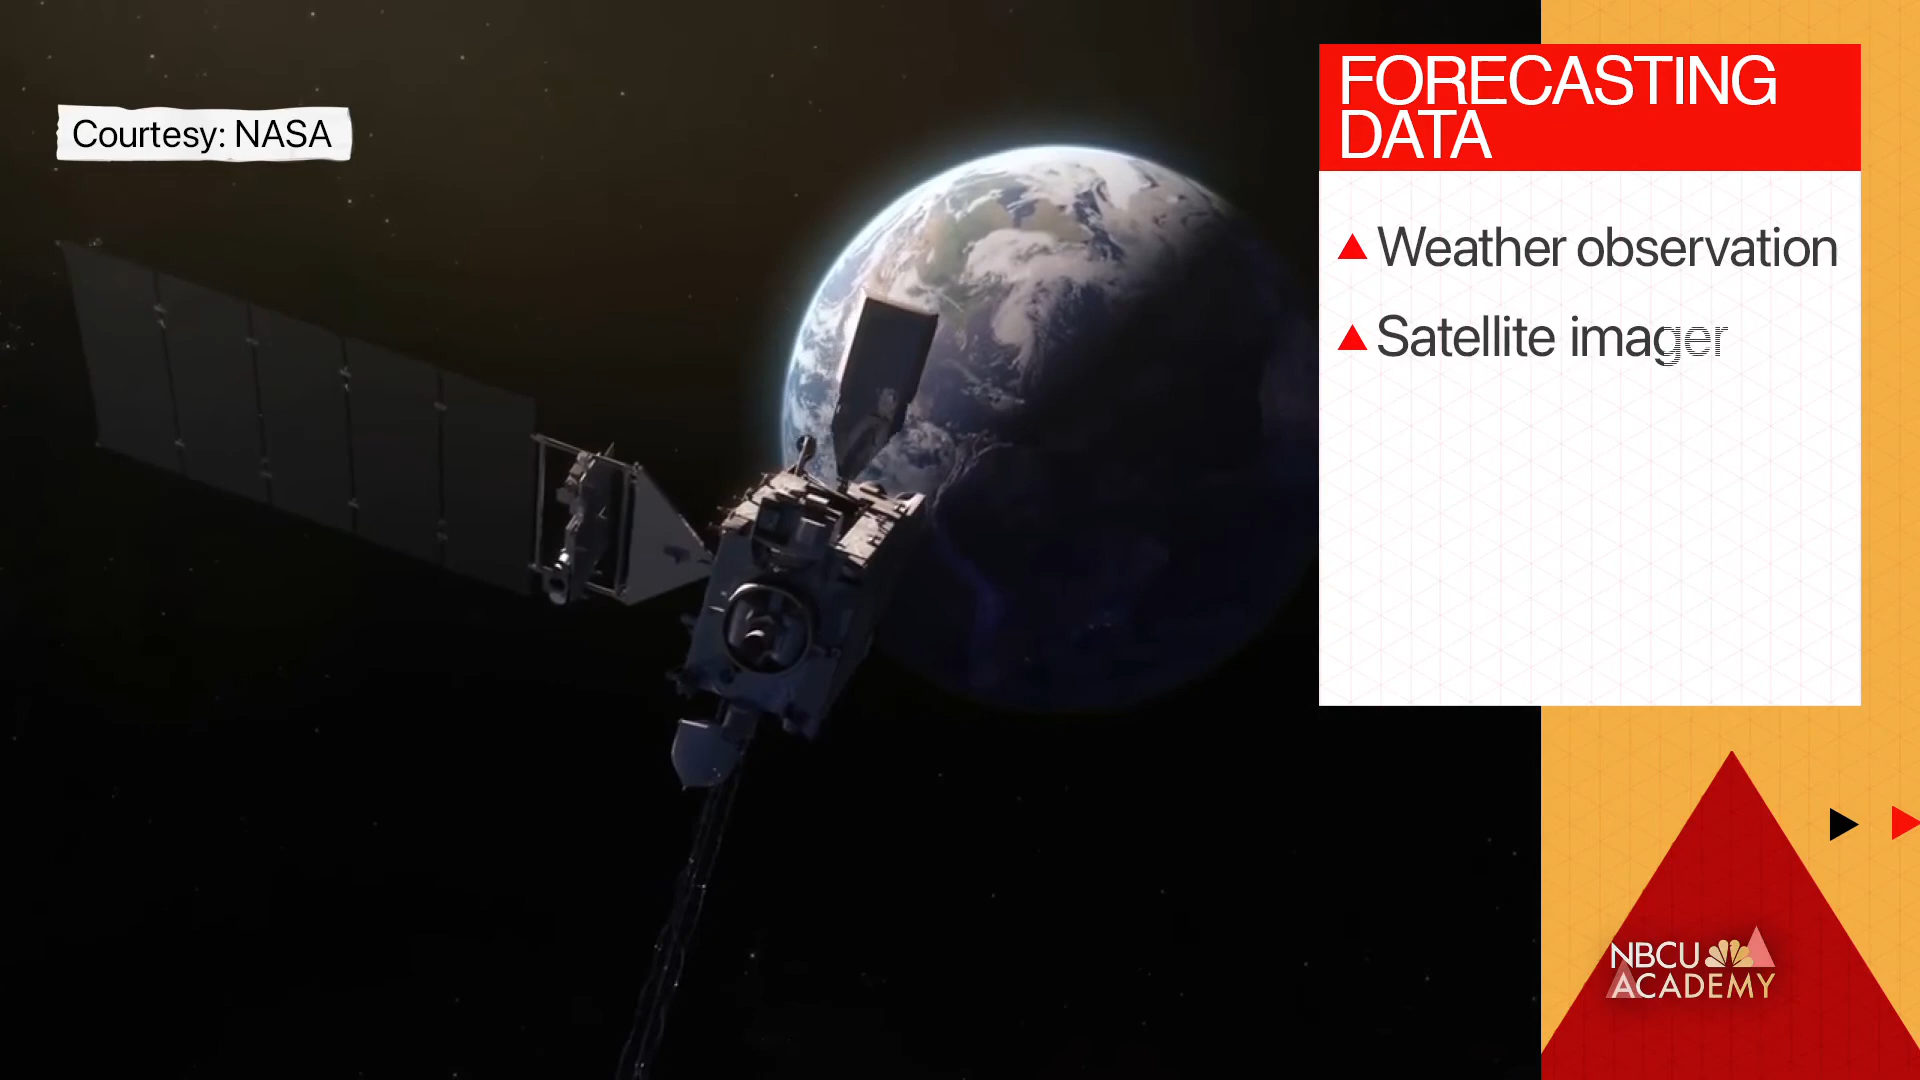 Courtesy: NASA
FORECASTING
DATA
Weather observation
Satellite imager
NBCU
ACADEMY